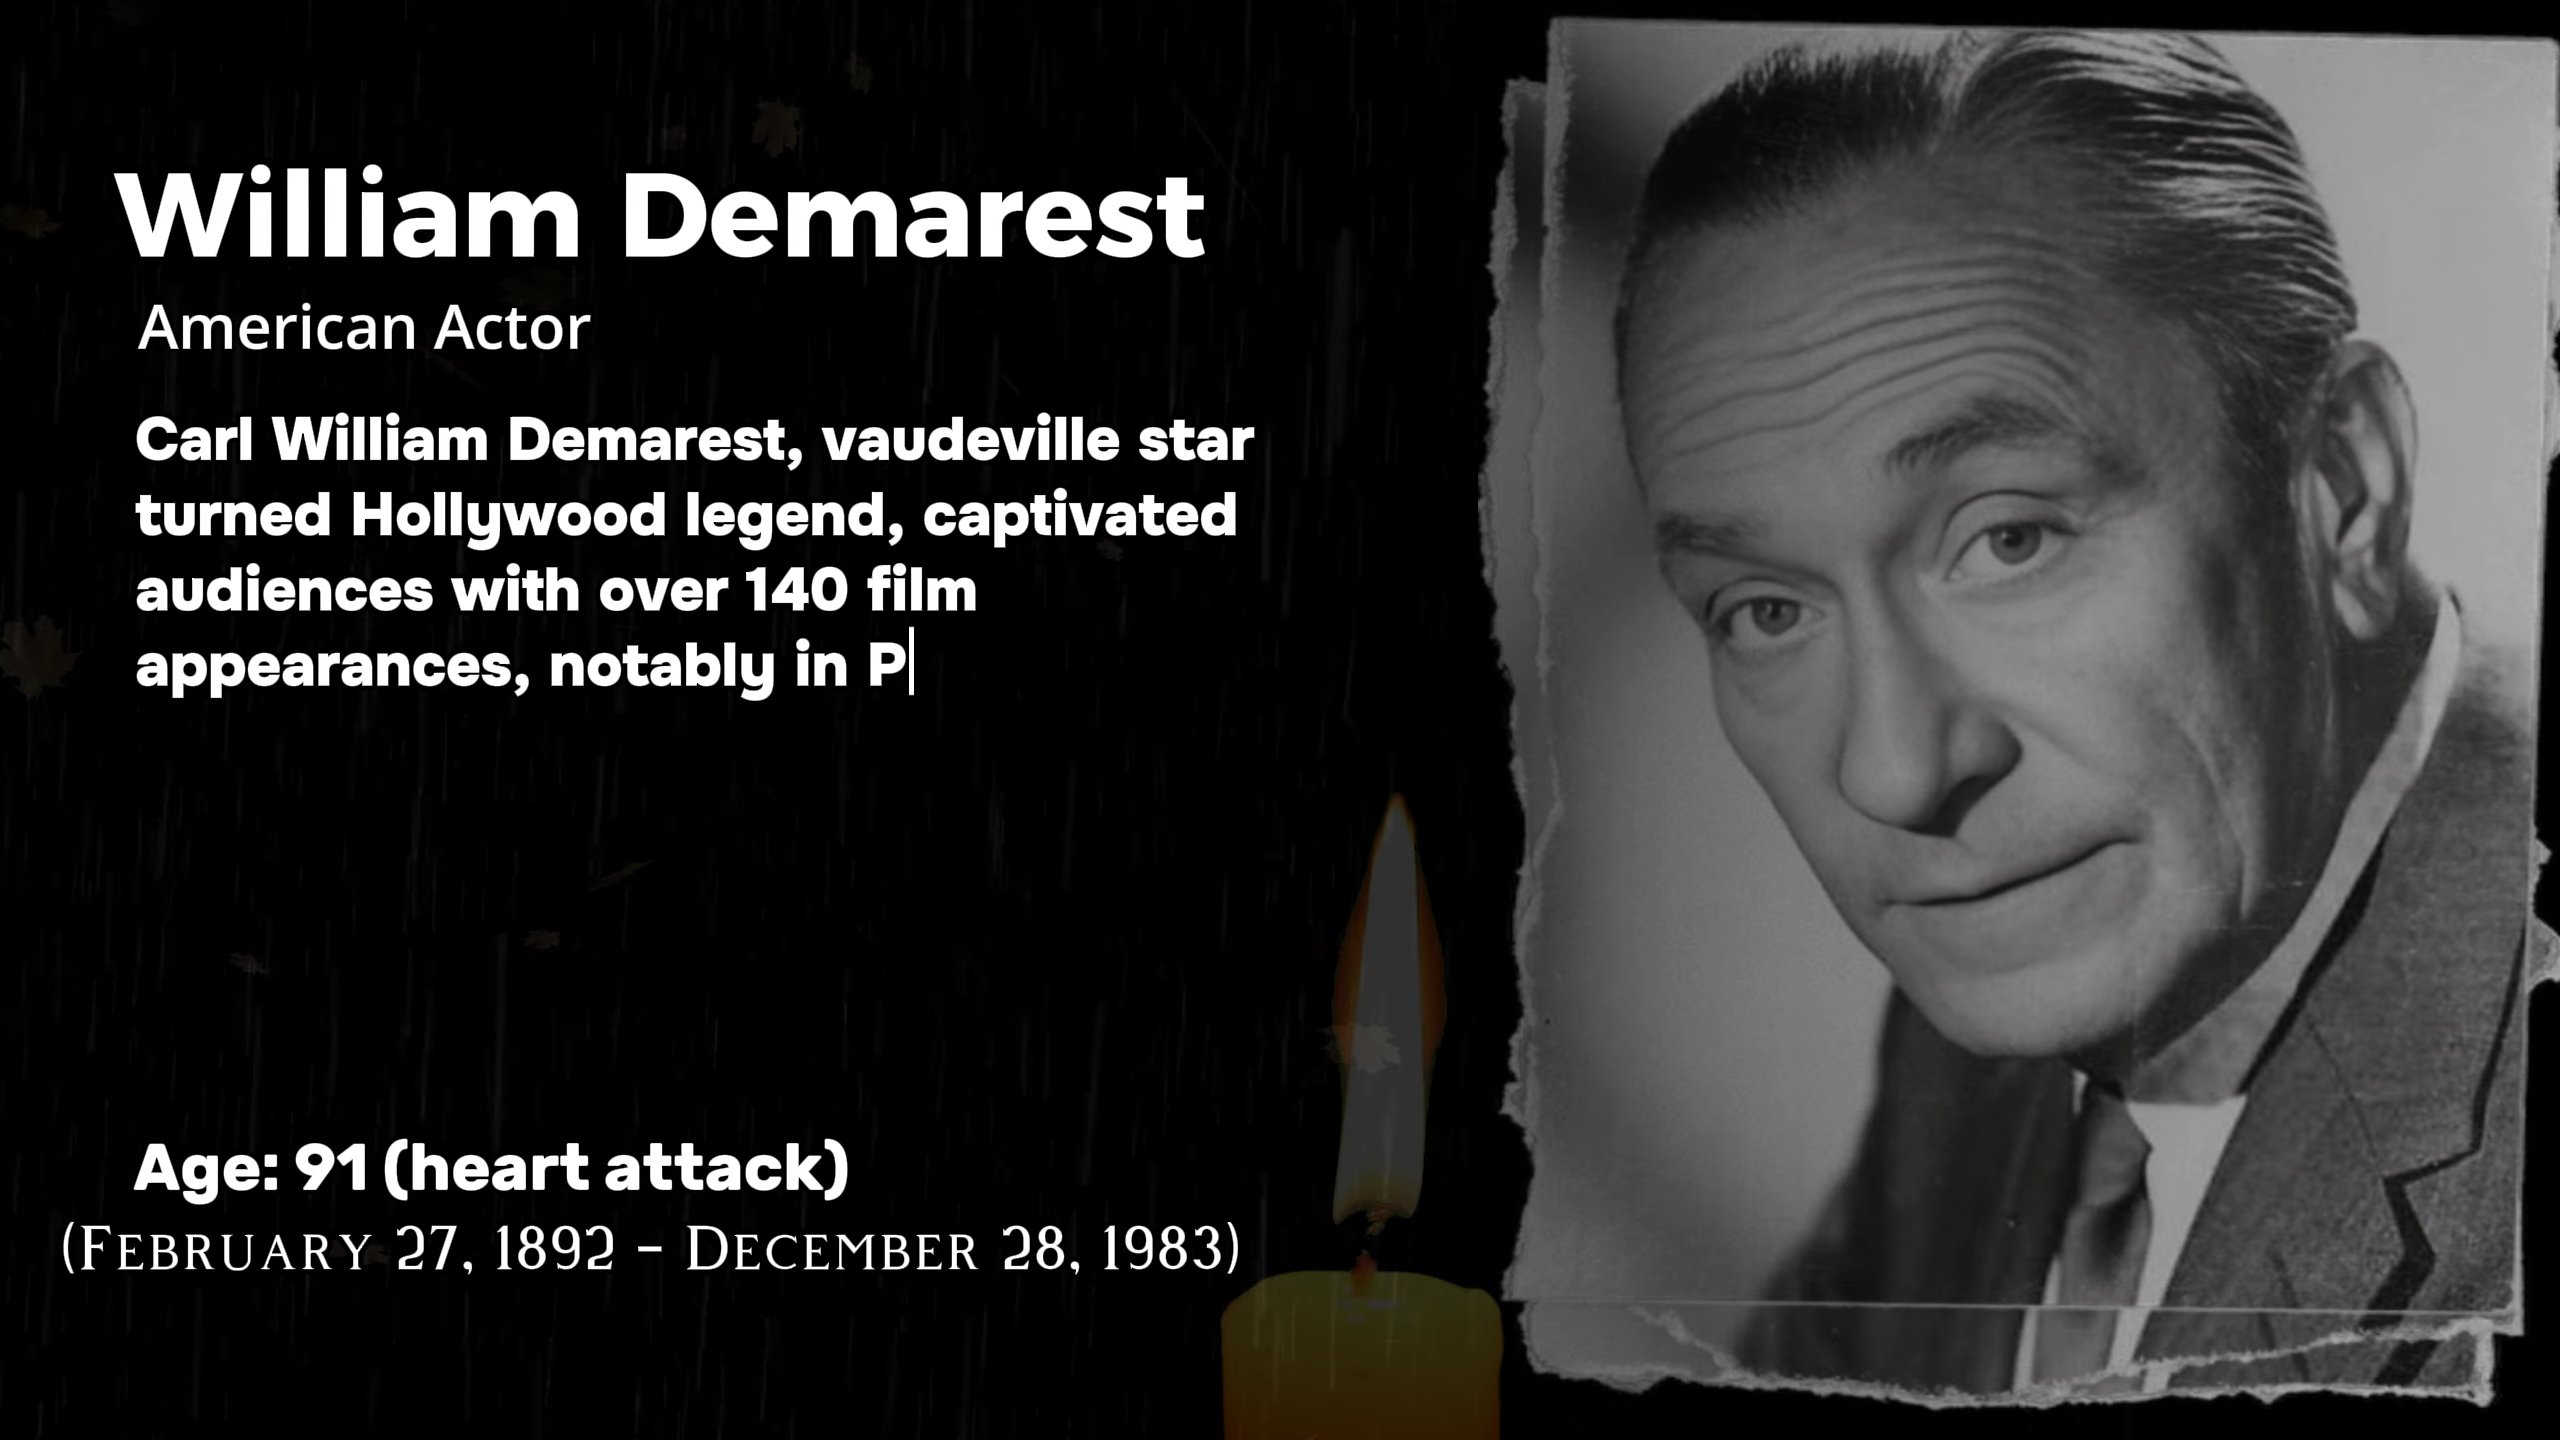 William Demarest
American Actor
Carl William Demarest, vaudeville star
turned Hollywood legend, captivated
audiences with over 140 film
appearances, notably in P
Age: 91 (heart attack)
(February 27, 1892 – December 28, 1983)